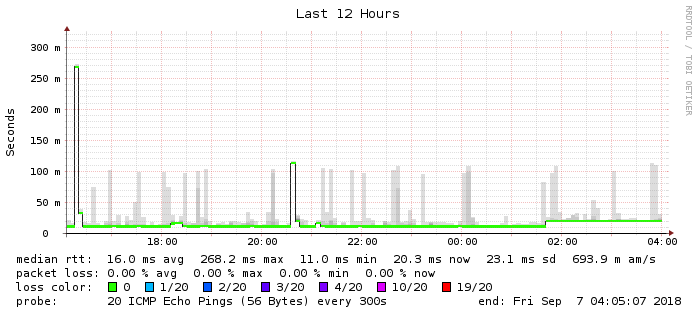 Last 12 Hours
RRDTOOL / TOBI OETIKER
Seconds
300 m
250 m
200 m
150 m
100 m
50 m
0
18:00 20:00 22:00 00:00 02:00 04:00
median rtt: 16.0 ms avg 268.2 ms max 11.0 ms min 20.3 ms now 23.1 ms sd 693.9 m am/s
packet loss: 0.00 % avg 0.00 % max 0.00 % min 0.00 % now
loss color: 0 1/20 2/20 3/20 4/20 10/20 19/20
probe: 20 ICMP Echo Pings (56 Bytes) every 300s end: Fri Sep 7 04:05:07 2018